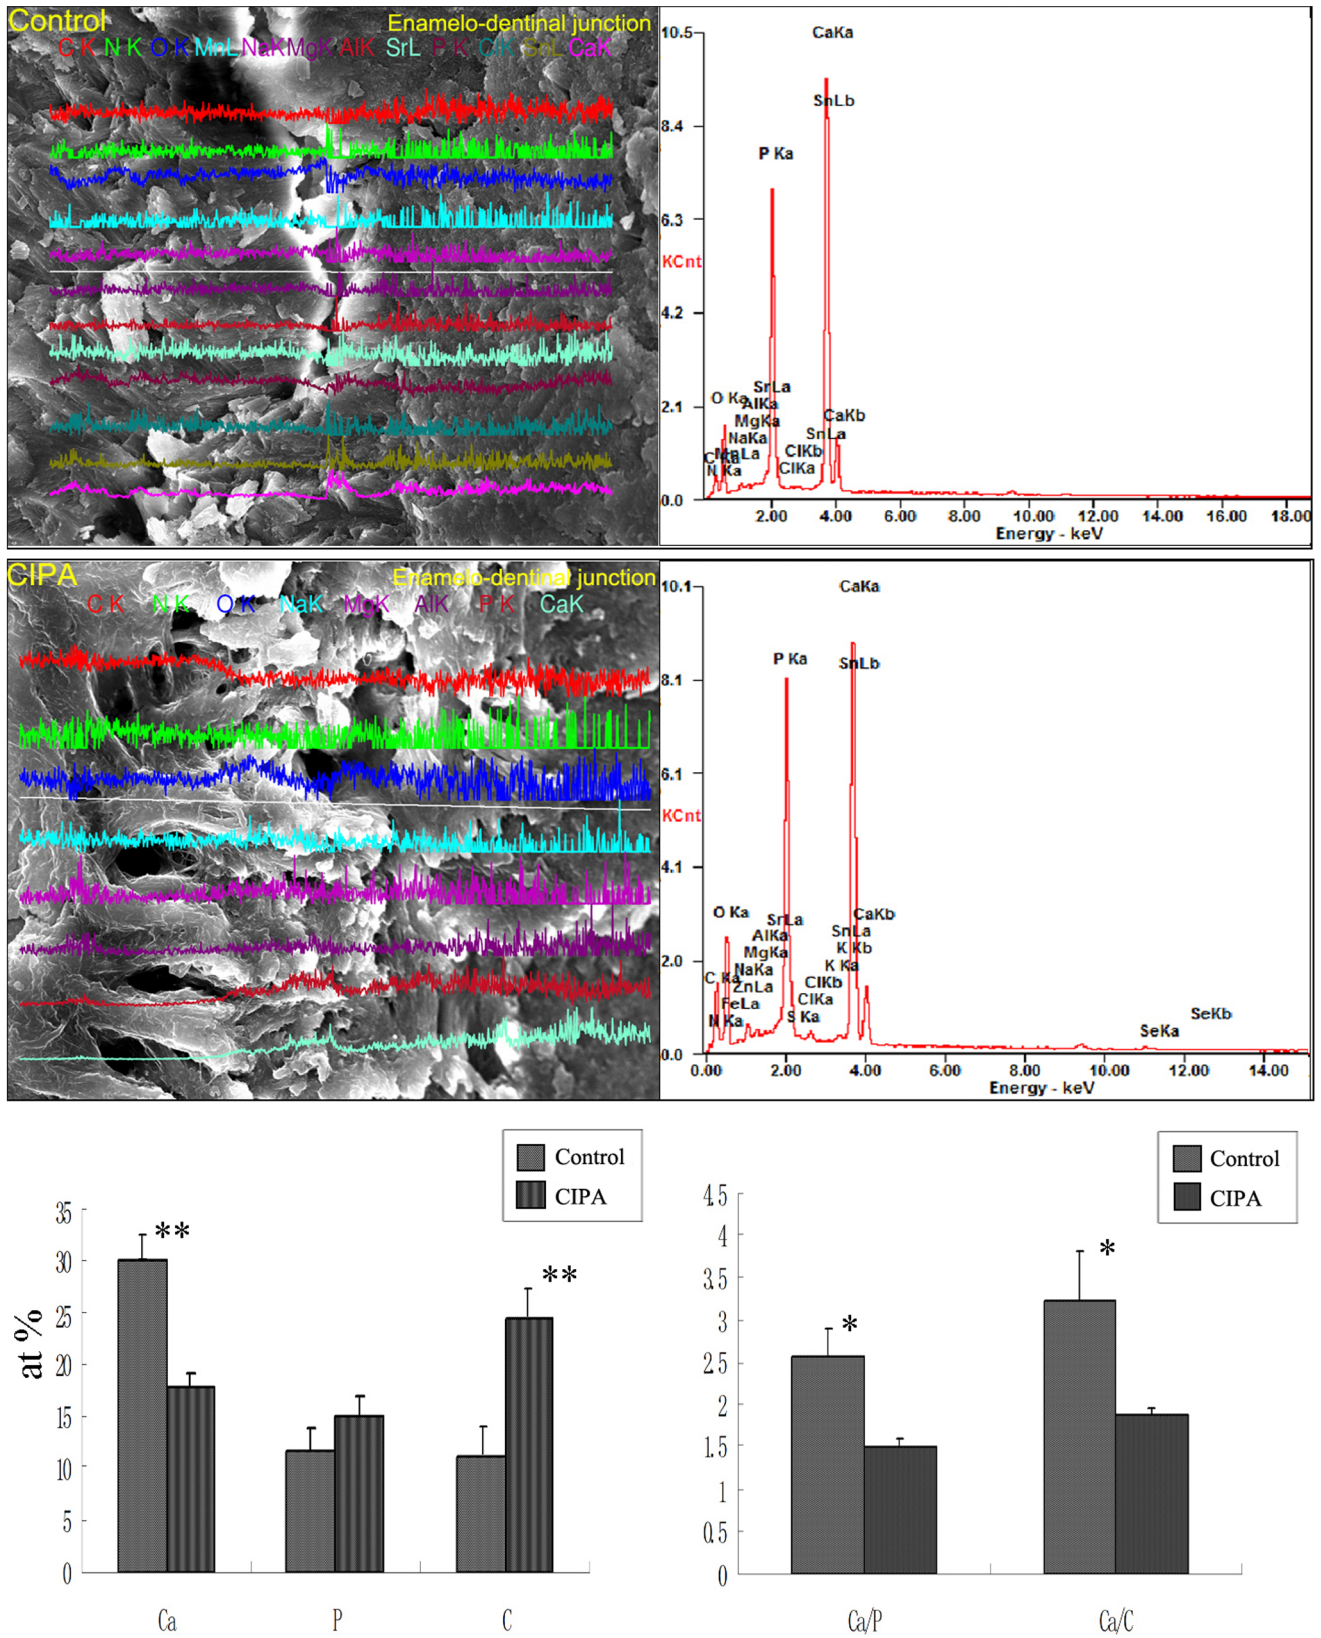 Control Enamelo-dentinal junction
C K N K O K MnL NaK MgK AlK SrL P K ClK SnL CaK
10.5
8.4
6.3
KCnt
4.2
2.1
0.0
CaKa
SnLb
P Ka
SrLa
O Ka
AlKa
MgKa
CaKb
NaKa
SnLa
MnLa
ClKb
C Ka
N Ka
ClKa
2.00 4.00 6.00 8.00 10.00 12.00 14.00 16.00 18.00
Energy - keV
CIPA Enamelo-dentinal junction
C K N K O K NaK MgK AlK P K CaK
10.1
8.1
6.1
KCnt
4.1
2.0
0.0
CaKa
P Ka
SnLb
O Ka
SrLa
CaKb
AlKa
SnLa
MgKa
K Kb
NaKa
K Ka
C Ka
ZnLa
ClKb
FeLa
ClKa
N Ka
S Ka
SeKa
SeKb
0.00 2.00 4.00 6.00 8.00 10.00 12.00 14.00
Energy - keV
Control
CIPA
at %
35
30
25
20
15
10
5
0
**
**
Ca P C
Control
CIPA
4.5
4
3.5
3
2.5
2
1.5
1
0.5
0
*
*
Ca/P Ca/C